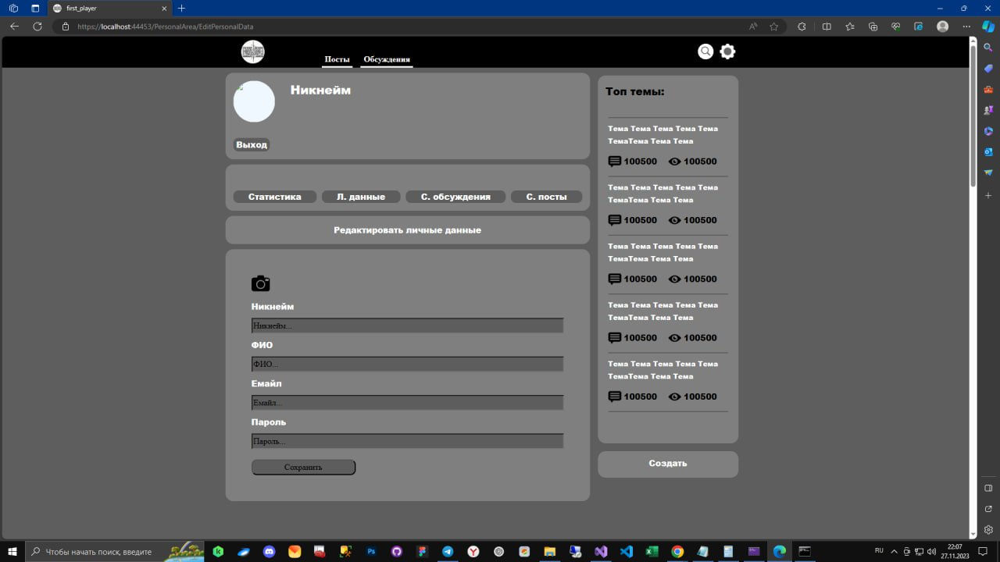 first_player
https://localhost:44453/PersonalArea/EditPersonalData
Посты Обсуждения
Никнейм
Выход
Статистика Л. данные С. обсуждения С. посты
Редактировать личные данные
Никнейм
Никнейм...
ФИО
ФИО...
Емайл
Емайл...
Пароль
Пароль...
Сохранить
Топ темы:
Тема Тема Тема Тема Тема
ТемаТема Тема Тема
100500 100500
Тема Тема Тема Тема Тема
ТемаТема Тема Тема
100500 100500
Тема Тема Тема Тема Тема
ТемаТема Тема Тема
100500 100500
Тема Тема Тема Тема Тема
ТемаТема Тема Тема
100500 100500
Тема Тема Тема Тема Тема
ТемаТема Тема Тема
100500 100500
Создать
Чтобы начать поиск, введите
RU
22:07
27.11.2023